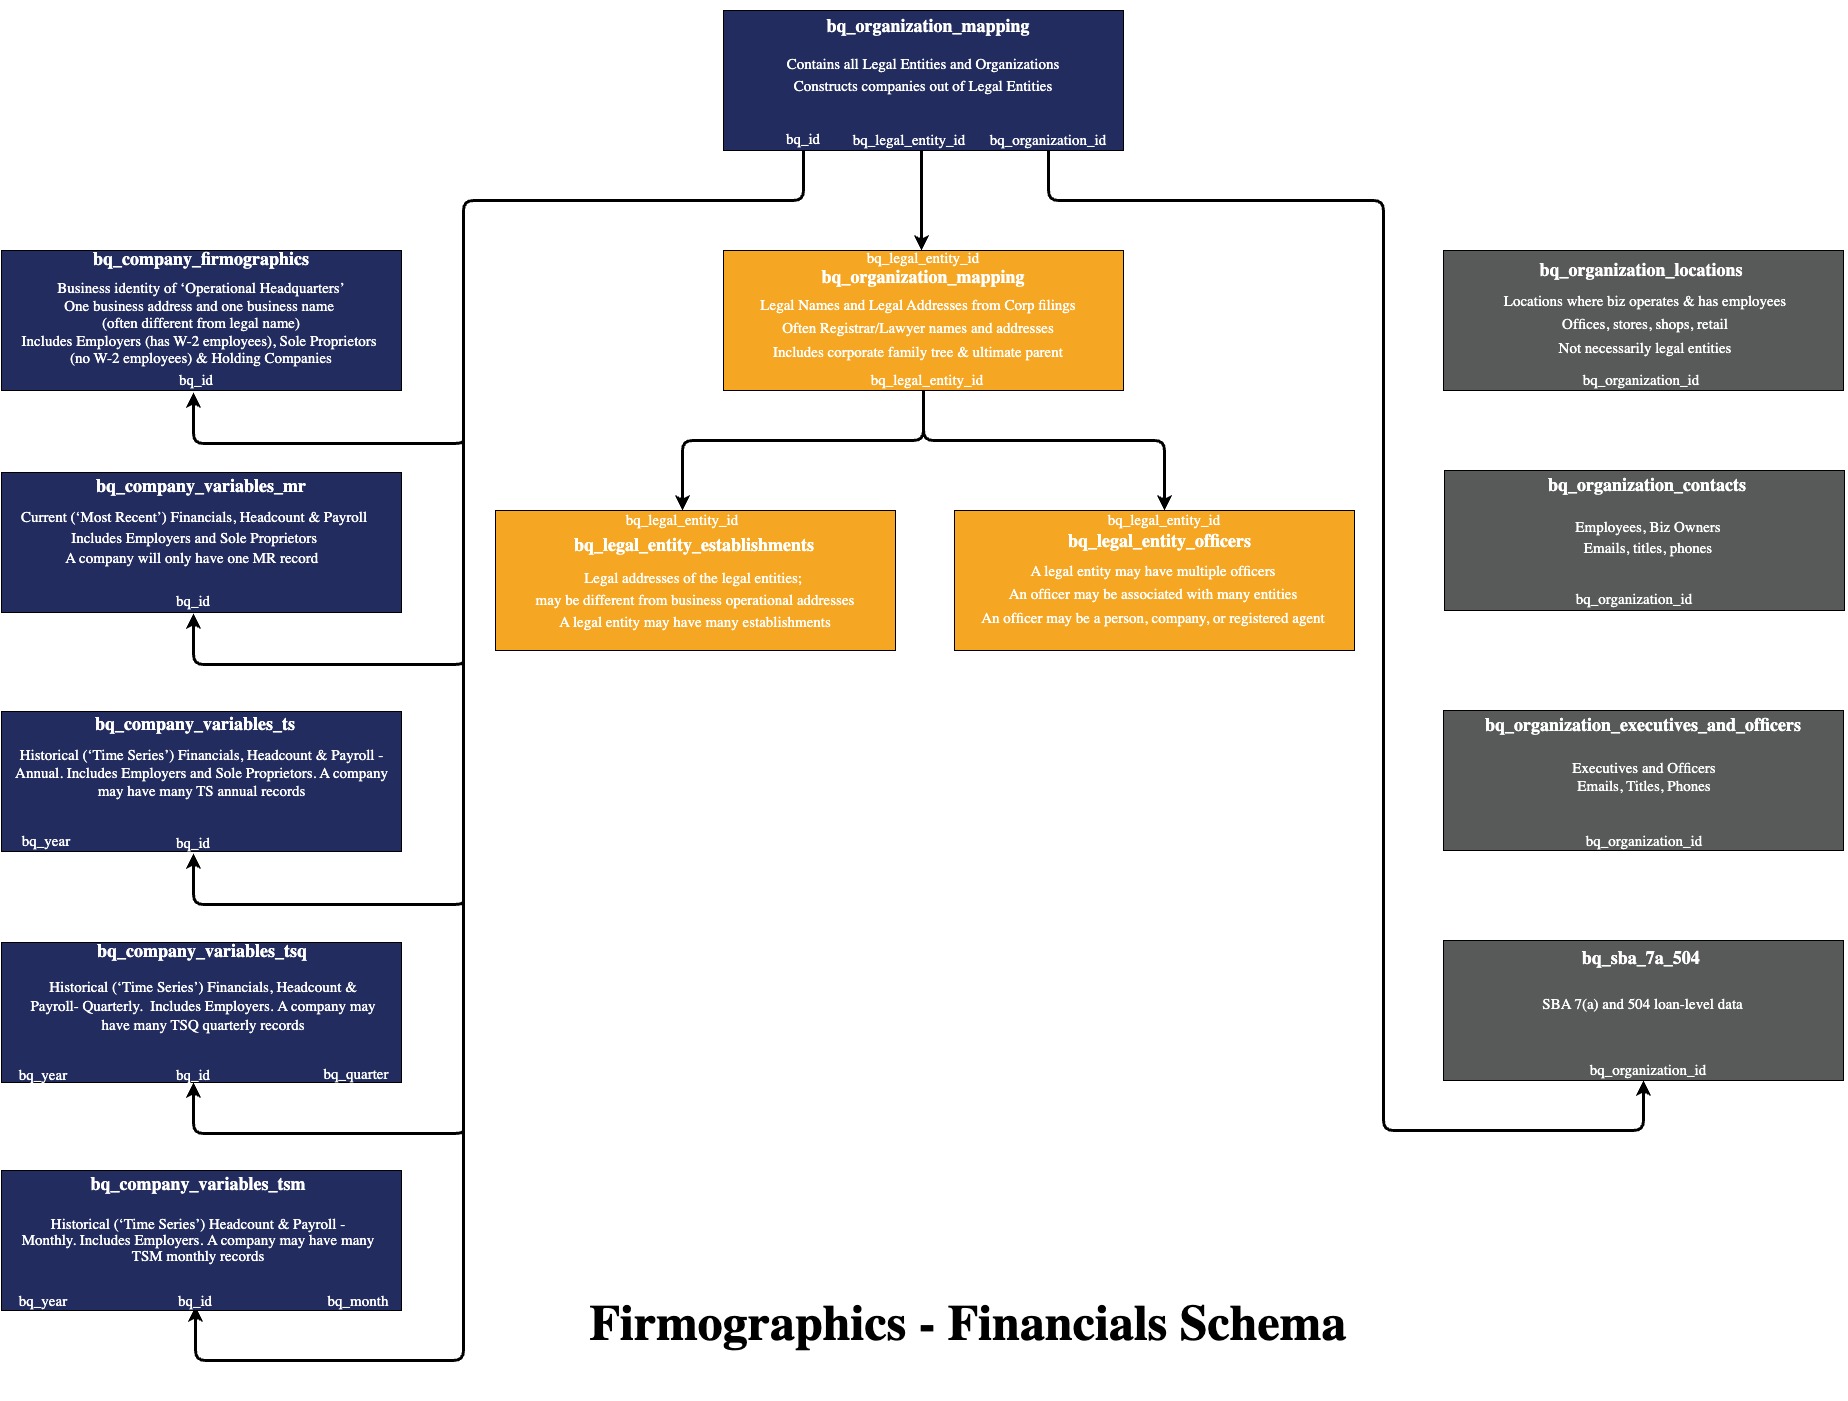 bq_organization_mapping
Contains all Legal Entities and Organizations
Constructs companies out of Legal Entities
bq_id
bq_legal_entity_id
bq_organization_id
bq_company_firmographics
Business identity of ‘Operational Headquarters’
One business address and one business name
(often different from legal name)
Includes Employers (has W-2 employees), Sole Proprietors
(no W-2 employees) & Holding Companies
bq_id
bq_legal_entity_id
bq_organization_mapping
Legal Names and Legal Addresses from Corp filings
Often Registrar/Lawyer names and addresses
Includes corporate family tree & ultimate parent
bq_legal_entity_id
bq_organization_locations
Locations where biz operates & has employees
Offices, stores, shops, retail
Not necessarily legal entities
bq_organization_id
bq_company_variables_mr
Current (‘Most Recent’) Financials, Headcount & Payroll
Includes Employers and Sole Proprietors
A company will only have one MR record
bq_id
bq_legal_entity_id
bq_legal_entity_establishments
Legal addresses of the legal entities;
may be different from business operational addresses
A legal entity may have many establishments
bq_legal_entity_id
bq_legal_entity_officers
A legal entity may have multiple officers
An officer may be associated with many entities
An officer may be a person, company, or registered agent
bq_organization_contacts
Employees, Biz Owners
Emails, titles, phones
bq_organization_id
bq_company_variables_ts
Historical (‘Time Series’) Financials, Headcount & Payroll -
Annual. Includes Employers and Sole Proprietors. A company
may have many TS annual records
bq_year
bq_id
bq_organization_executives_and_officers
Executives and Officers
Emails, Titles, Phones
bq_organization_id
bq_company_variables_tsq
Historical (‘Time Series’) Financials, Headcount &
Payroll- Quarterly. Includes Employers. A company may
have many TSQ quarterly records
bq_year
bq_id
bq_quarter
bq_sba_7a_504
SBA 7(a) and 504 loan-level data
bq_organization_id
bq_company_variables_tsm
Historical (‘Time Series’) Headcount & Payroll -
Monthly. Includes Employers. A company may have many
TSM monthly records
bq_year
bq_id
bq_month
Firmographics - Financials Schema